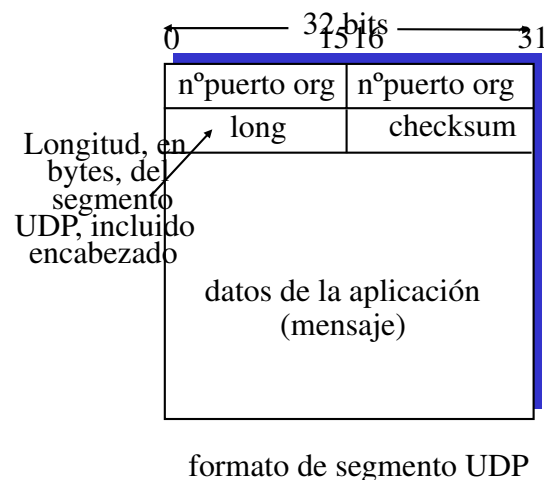 32 bits
0 15 16 31
nºpuerto org nºpuerto org
long checksum
Longitud, en
bytes, del
segmento
UDP, incluido
encabezado
datos de la aplicación
(mensaje)
formato de segmento UDP